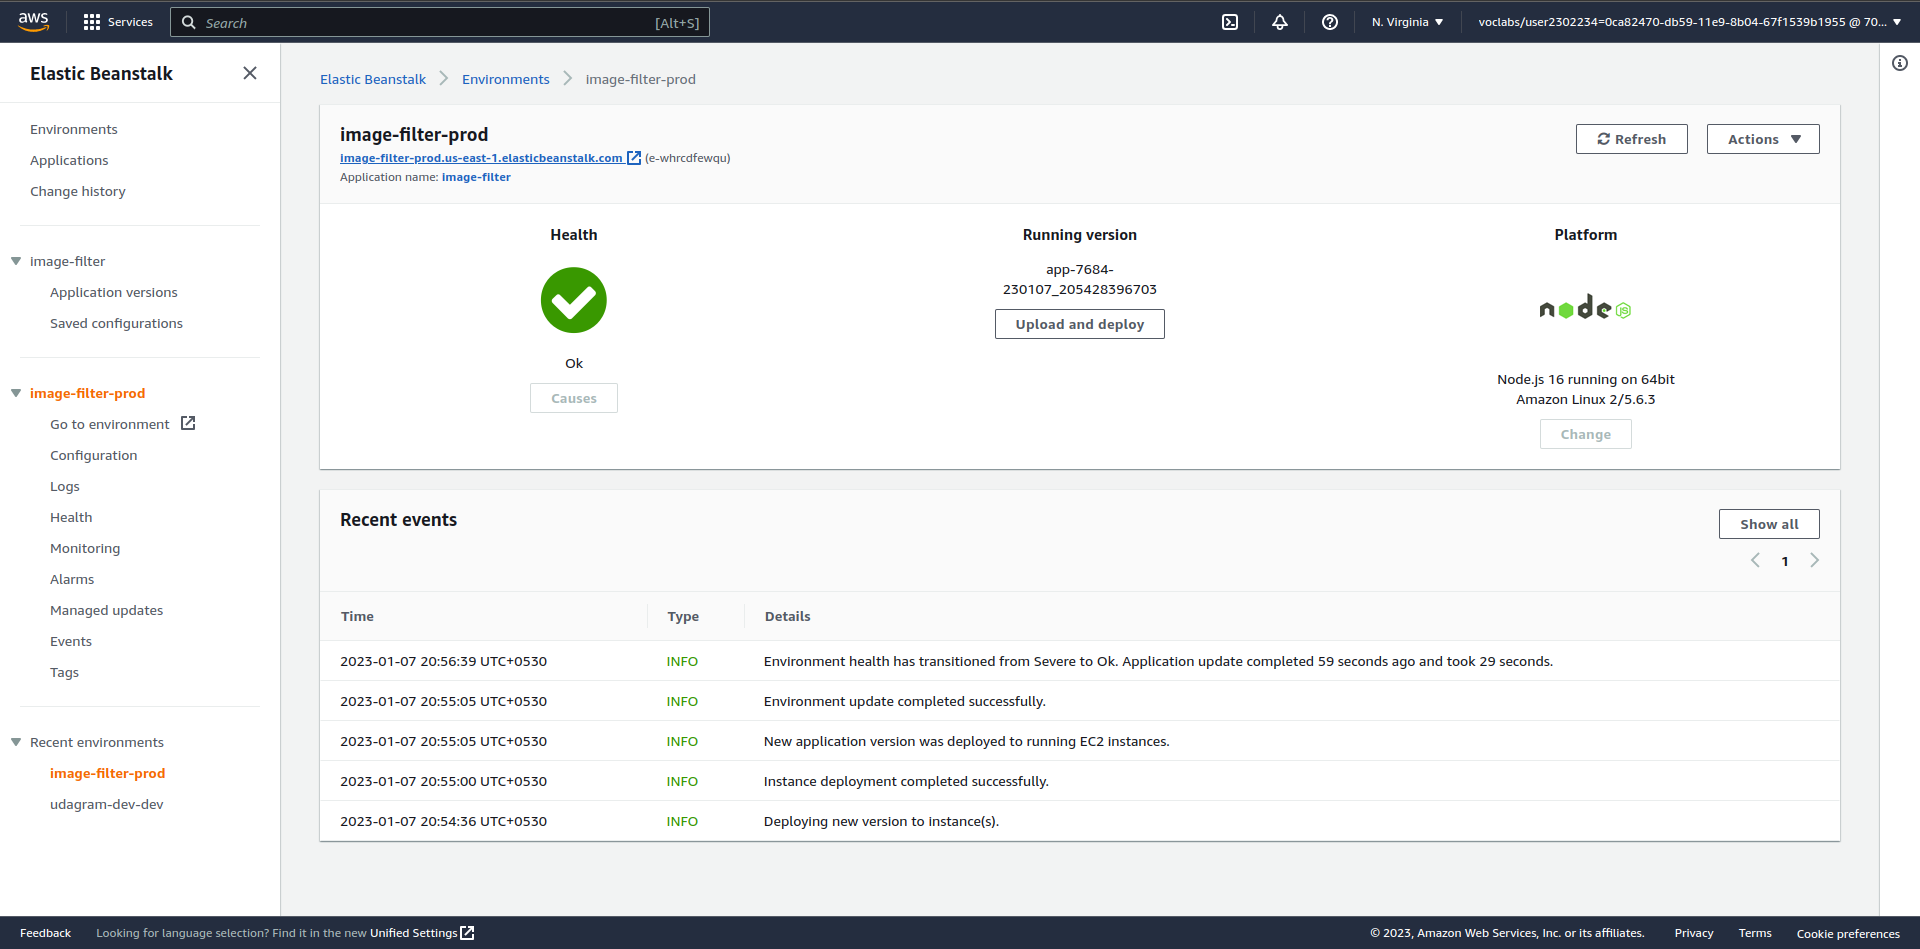 aws
Services
Search
[Alt+S]
N. Virginia
voclabs/user2302234=0ca82470-db59-11e9-8b04-67f1539b1955 @ 70...
Elastic Beanstalk
Environments
Applications
Change history
image-filter
Application versions
Saved configurations
image-filter-prod
Go to environment
Configuration
Logs
Health
Monitoring
Alarms
Managed updates
Events
Tags
Recent environments
image-filter-prod
udagram-dev-dev
Elastic Beanstalk
Environments
image-filter-prod
image-filter-prod
image-filter-prod.us-east-1.elasticbeanstalk.com (e-whrcdfewqu)
Application name: image-filter
Refresh
Actions
Health
Ok
Causes
Running version
app-7684-
230107_205428396703
Upload and deploy
Platform
node JS
Node.js 16 running on 64bit
Amazon Linux 2/5.6.3
Change
Recent events
Show all
1
Time Type Details
2023-01-07 20:56:39 UTC+0530 INFO Environment health has transitioned from Severe to Ok. Application update completed 59 seconds ago and took 29 seconds.
2023-01-07 20:55:05 UTC+0530 INFO Environment update completed successfully.
2023-01-07 20:55:05 UTC+0530 INFO New application version was deployed to running EC2 instances.
2023-01-07 20:55:00 UTC+0530 INFO Instance deployment completed successfully.
2023-01-07 20:54:36 UTC+0530 INFO Deploying new version to instance(s).
Feedback
Looking for language selection? Find it in the new Unified Settings
© 2023, Amazon Web Services, Inc. or its affiliates.
Privacy
Terms
Cookie preferences